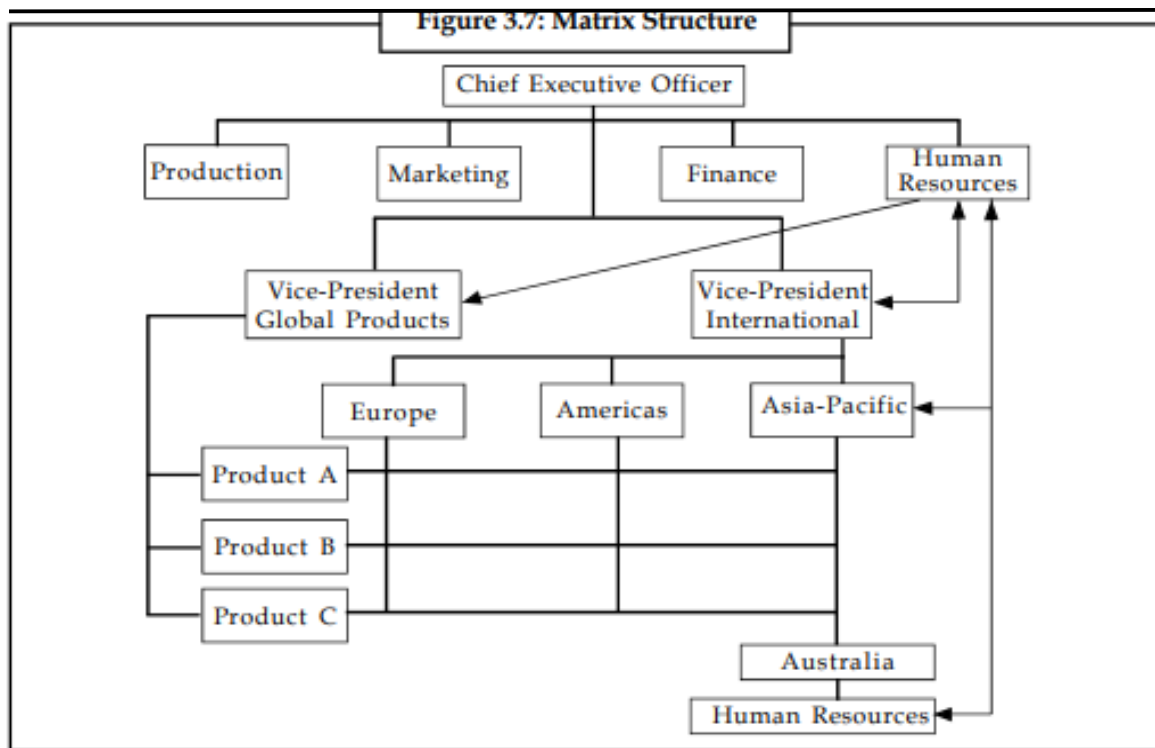 Figure 3.7: Matrix Structure
Chief Executive Officer
Production
Marketing
Finance
Human
Resources
Vice-President
Global Products
Vice-President
International
Europe
Americas
Asia-Pacific
Product A
Product B
Product C
Australia
Human Resources